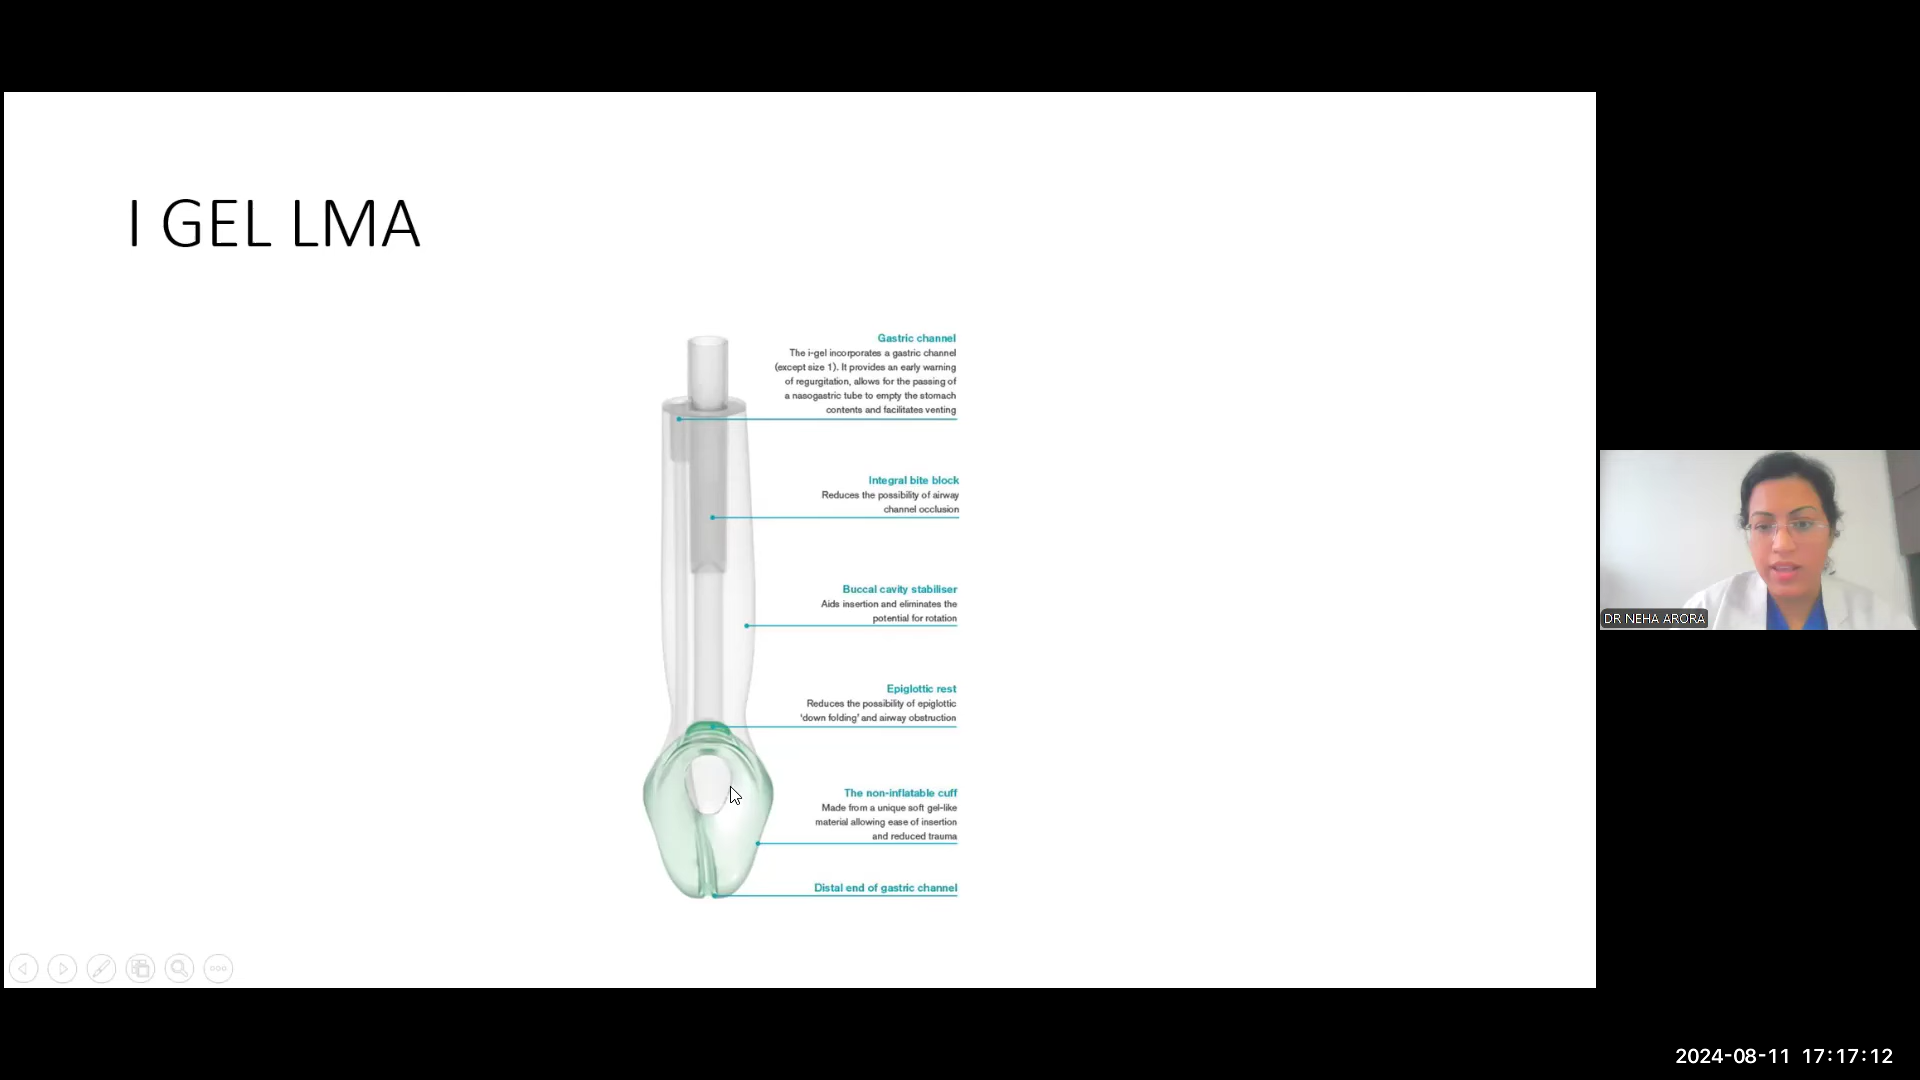 I GEL LMA
Gastric channel
The i-gel incorporates a gastric channel
(except size 1). It provides an early warning
of regurgitation, allows for the passing of
a nasogastric tube to empty the stomach
contents and facilitates venting
Integral bite block
Reduces the possibility of airway
channel occlusion
Buccal cavity stabiliser
Aids insertion and eliminates the
potential for rotation
Epiglottic rest
Reduces the possibility of epiglottic
‘down folding’ and airway obstruction
The non-inflatable cuff
Made from a unique soft gel-like
material allowing ease of insertion
and reduced trauma
Distal end of gastric channel
DR NEHA ARORA
2024-08-11 17:17:12